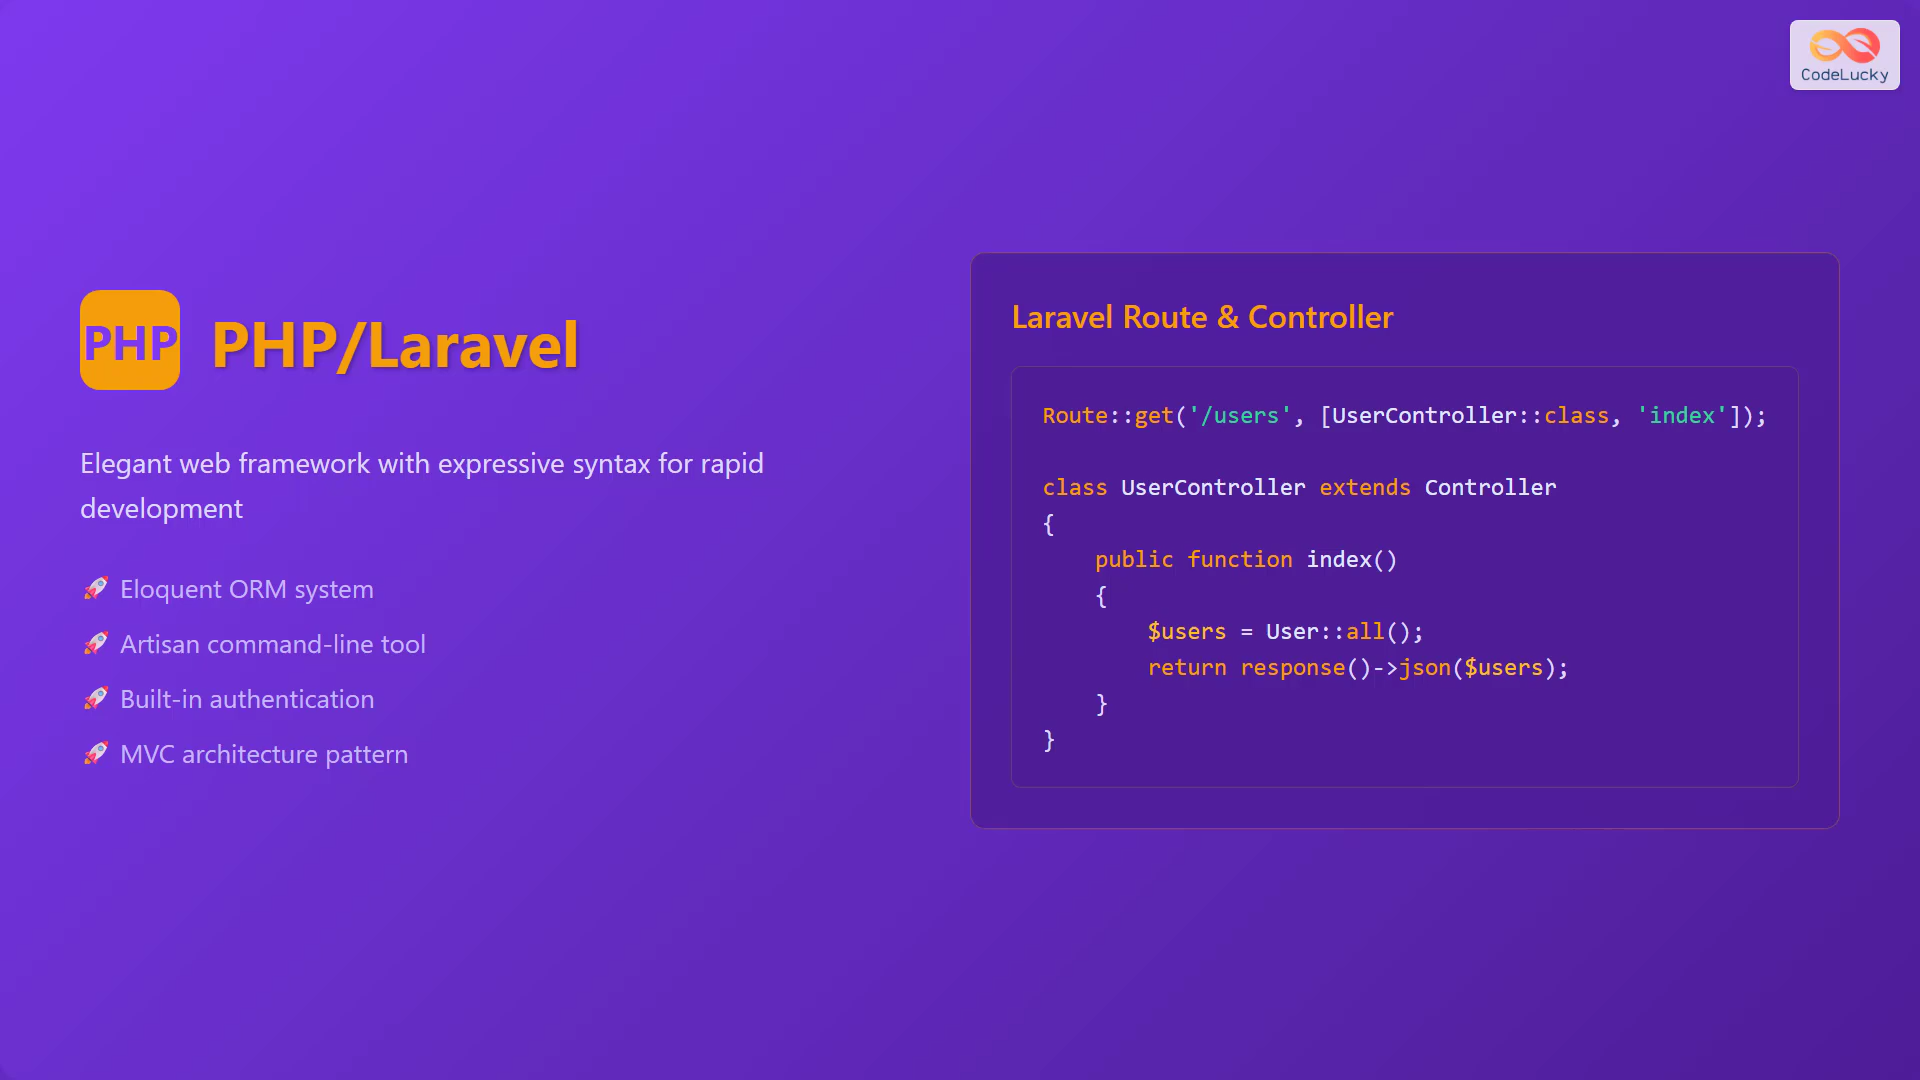 CodeLucky
PHP
PHP/Laravel
Elegant web framework with expressive syntax for rapid
development
🚀 Eloquent ORM system
🚀 Artisan command-line tool
🚀 Built-in authentication
🚀 MVC architecture pattern
Laravel Route & Controller
Route::get('/users', [UserController::class, 'index']);

class UserController extends Controller
{
    public function index()
    {
        $users = User::all();
        return response()->json($users);
    }
}